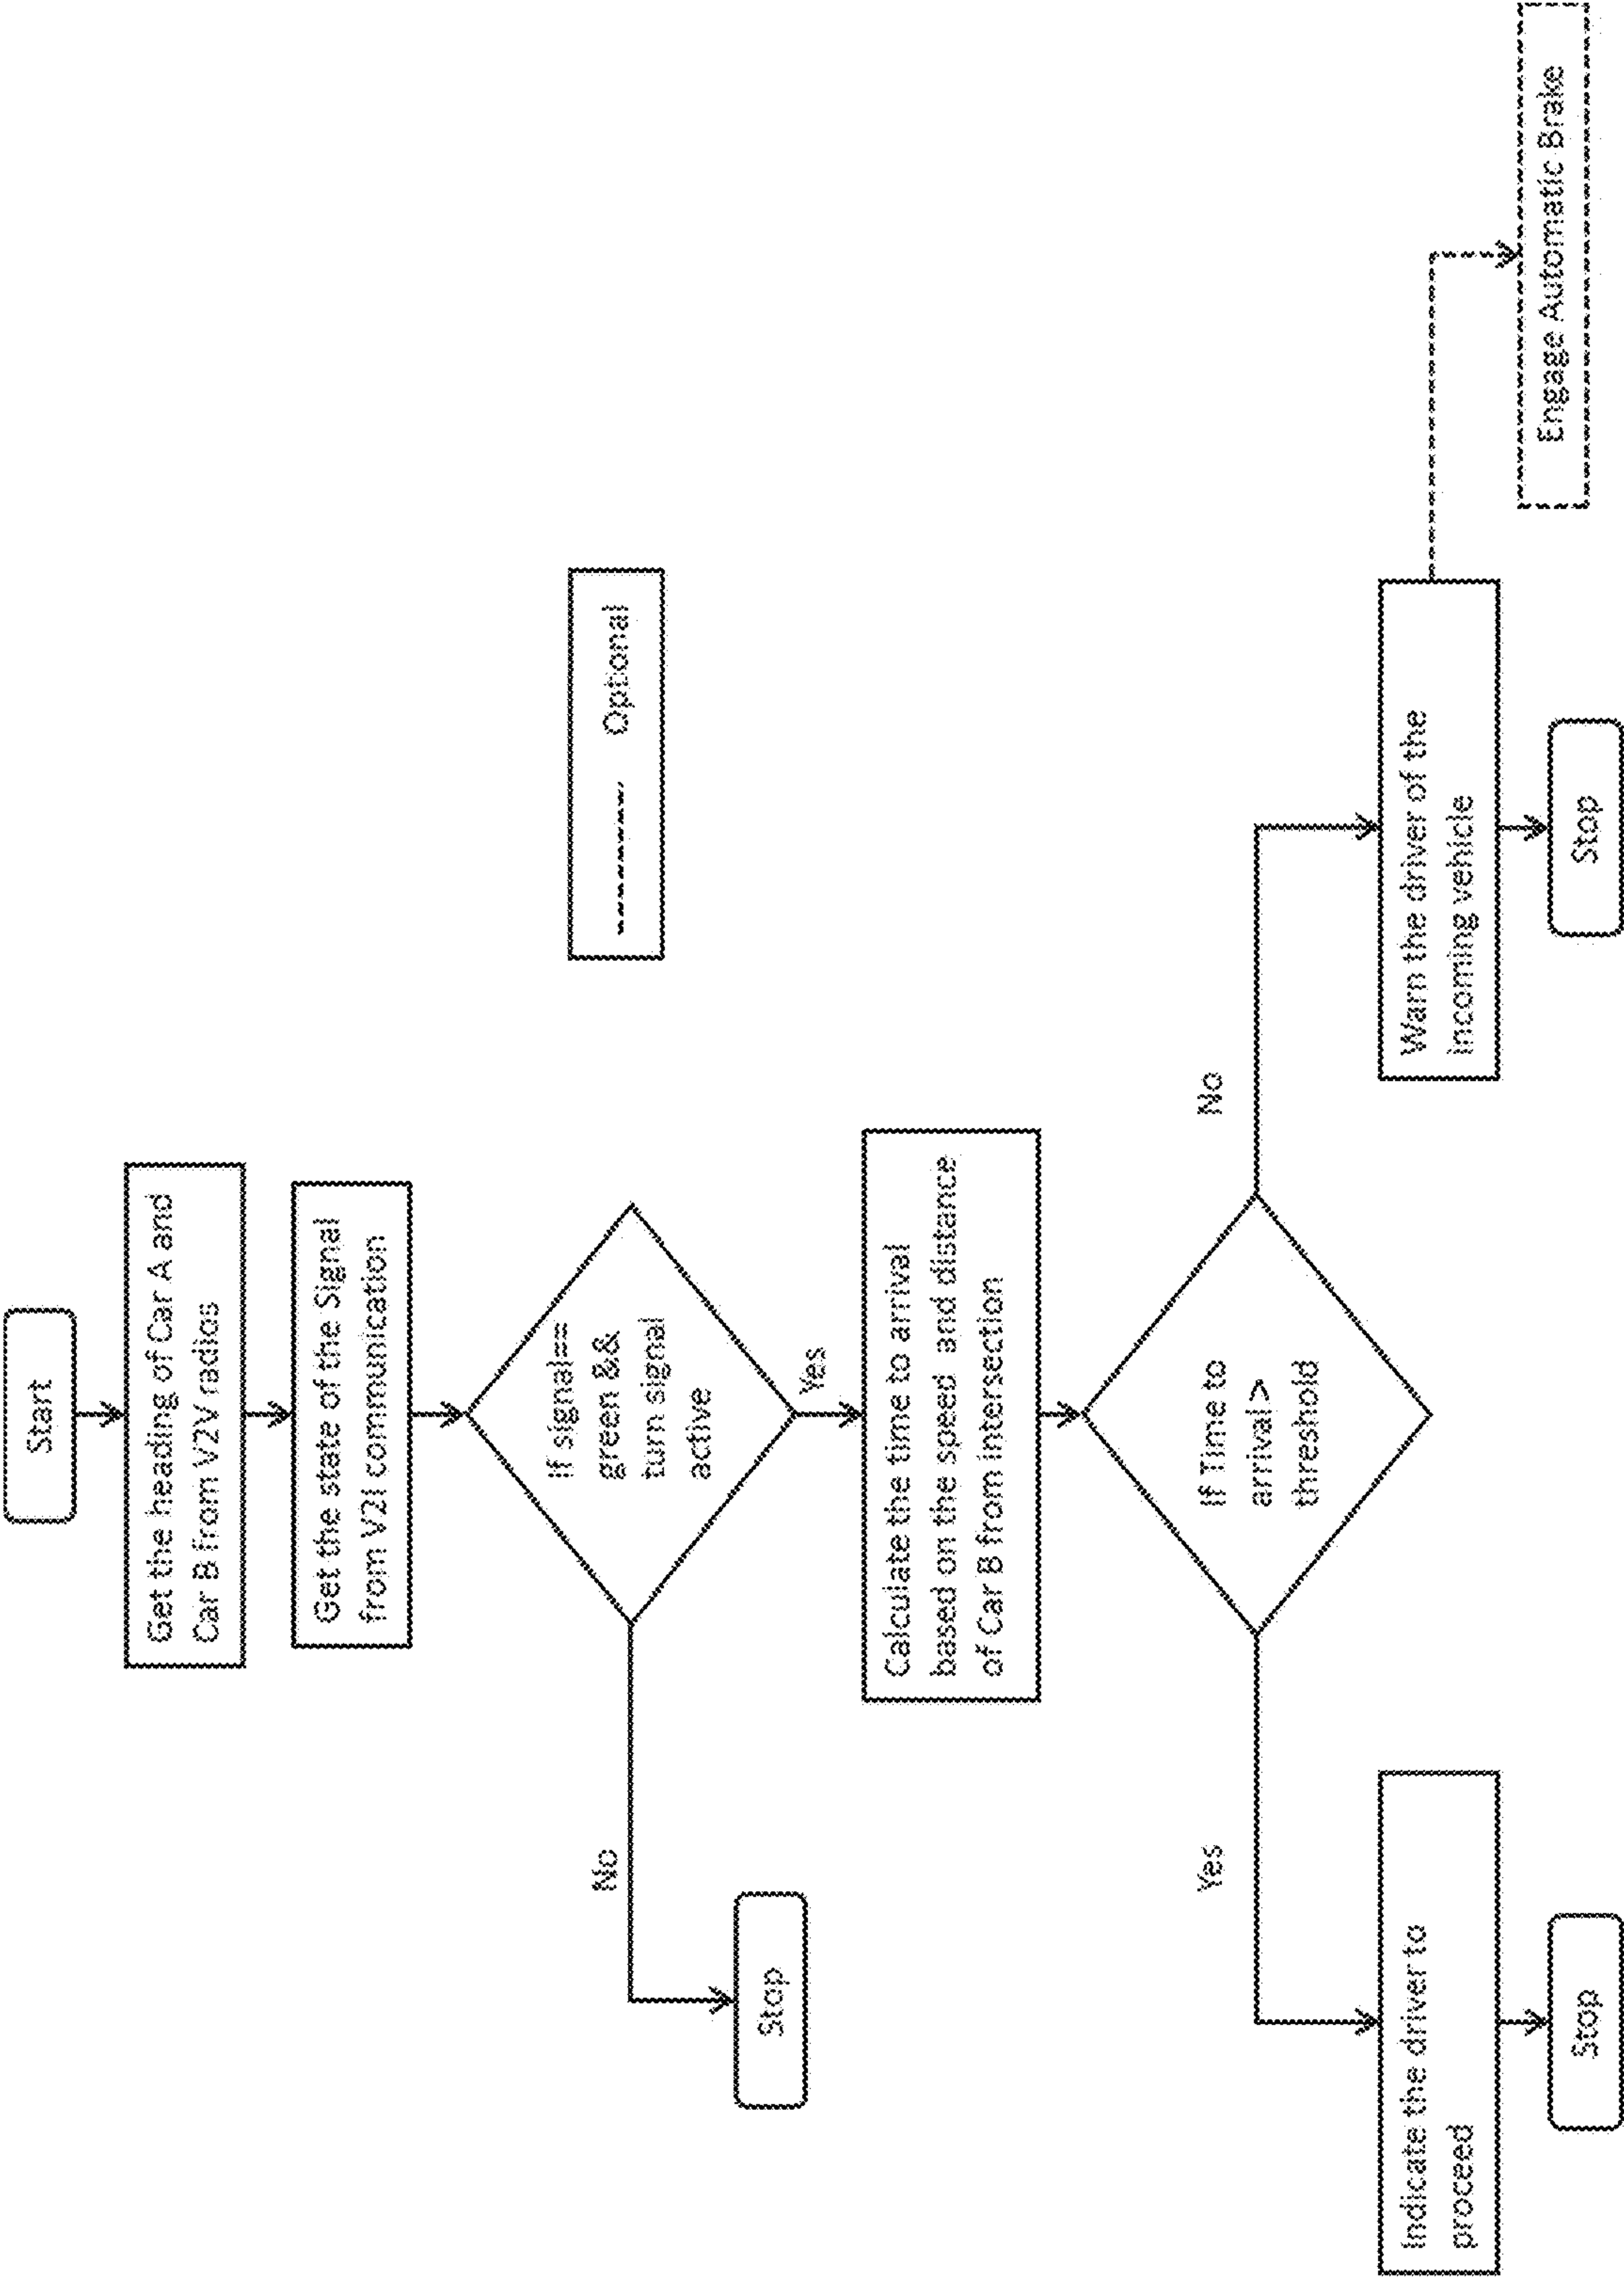 Start
Get the heading of Car A and
Car B from V2V radios
Get the state of the Signal
from V2I communication
If signal==
green &&
turn signal
active
No
Yes
Stop
Optional
Calculate the time to arrival
based on the speed and distance
of Car B from intersection
If Time to
arrival>
threshold
Yes
No
Indicate the driver to
proceed
Stop
Warn the driver of the
incoming vehicle
Stop
Engage Automatic Brake